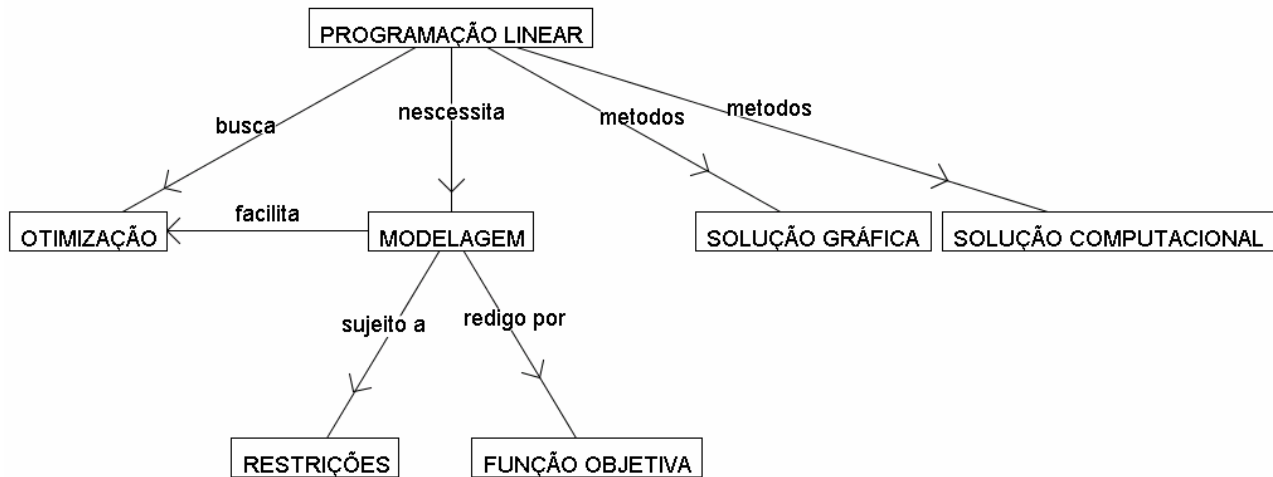 PROGRAMAÇÃO LINEAR
busca
nescessita
metodos
metodos
OTIMIZAÇÃO
facilita
MODELAGEM
SOLUÇÃO GRÁFICA
SOLUÇÃO COMPUTACIONAL
sujeito a
redigo por
RESTRIÇÕES
FUNÇÃO OBJETIVA